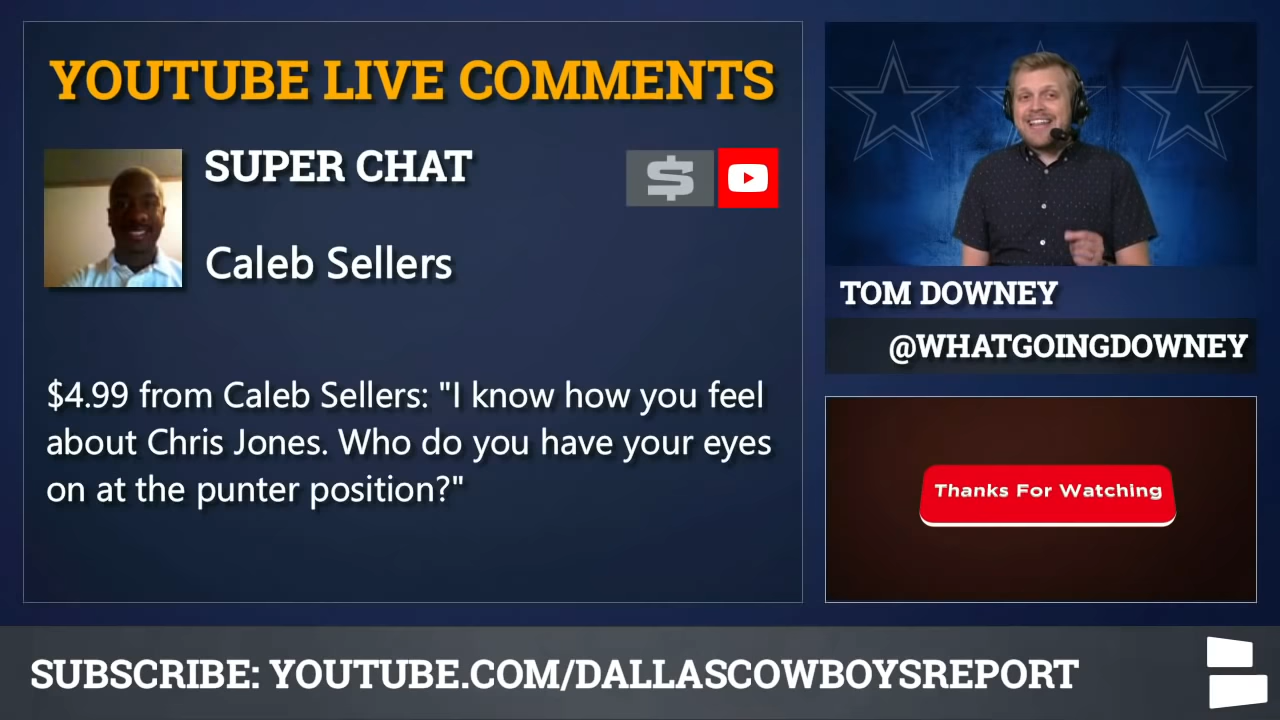 YOUTUBE LIVE COMMENTS
SUPER CHAT
Caleb Sellers
$4.99 from Caleb Sellers: "I know how you feel
about Chris Jones. Who do you have your eyes
on at the punter position?"
TOM DOWNEY
@WHATGOINGDOWNEY
Thanks For Watching
SUBSCRIBE: YOUTUBE.COM/DALLASCOWBOYSREPORT